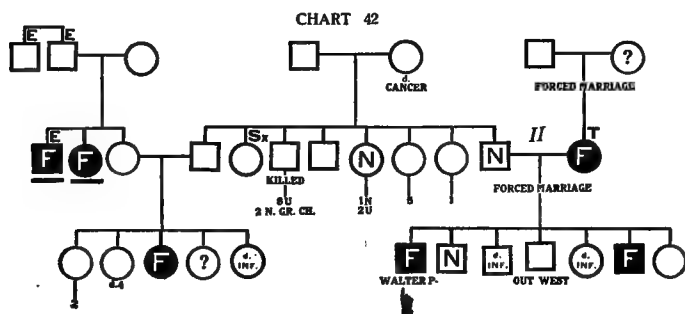 CHART 42
E E
?
d.
CANCER
FORCED MARRIAGE
E
F F
Sx
N
N
II
T
F
KILLED
8U
2 N. GR. CH.
1N
2U
5
1
FORCED MARRIAGE
F
?
d.
INF.
2
d.4
F
N
d.
INF.
d.
INF.
F
WALTER P-
OUT WEST